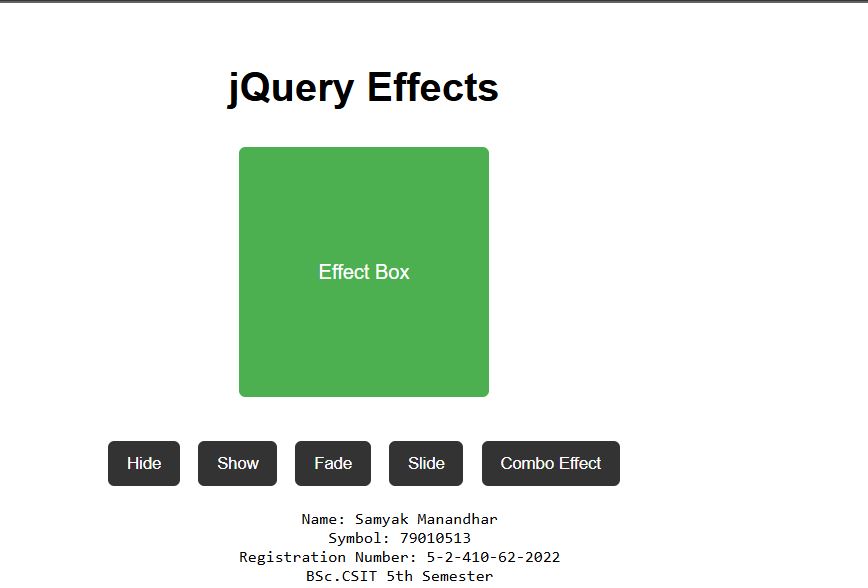 jQuery Effects
Effect Box
Hide Show Fade Slide Combo Effect
Name: Samyak Manandhar
Symbol: 79010513
Registration Number: 5-2-410-62-2022
BSc.CSIT 5th Semester